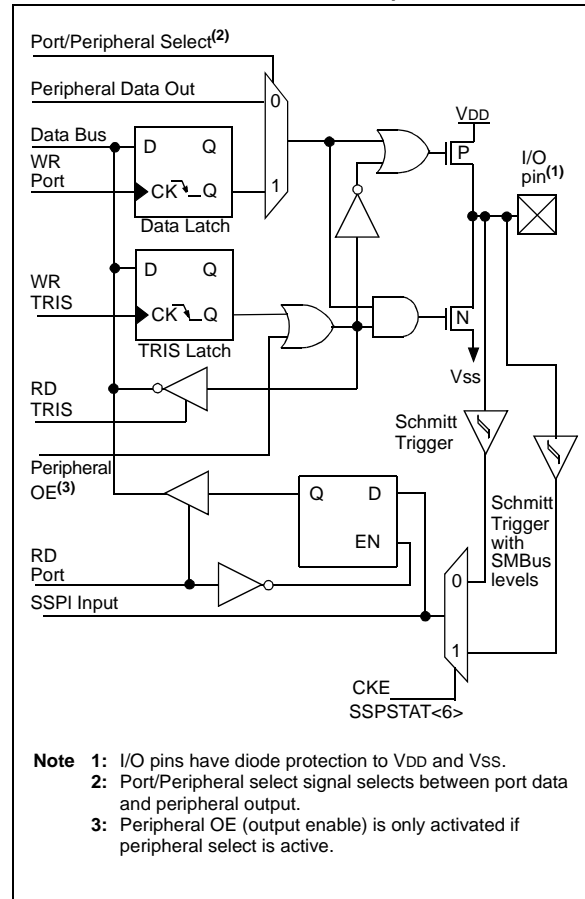 Port/Peripheral Select(2)
Peripheral Data Out
0
VDD
Data Bus
D Q
P
I/O
pin(1)
WR
Port
CK Q
1
Data Latch
D Q
WR
TRIS
CK Q
N
TRIS Latch
Vss
RD
TRIS
Schmitt
Trigger
Peripheral
OE(3)
Q D
Schmitt
Trigger
with
SMBus
levels
EN
RD
Port
0
SSPI Input
1
CKE
SSPSTAT<6>
Note 1: I/O pins have diode protection to VDD and VSS.
2: Port/Peripheral select signal selects between port data
and peripheral output.
3: Peripheral OE (output enable) is only activated if
peripheral select is active.